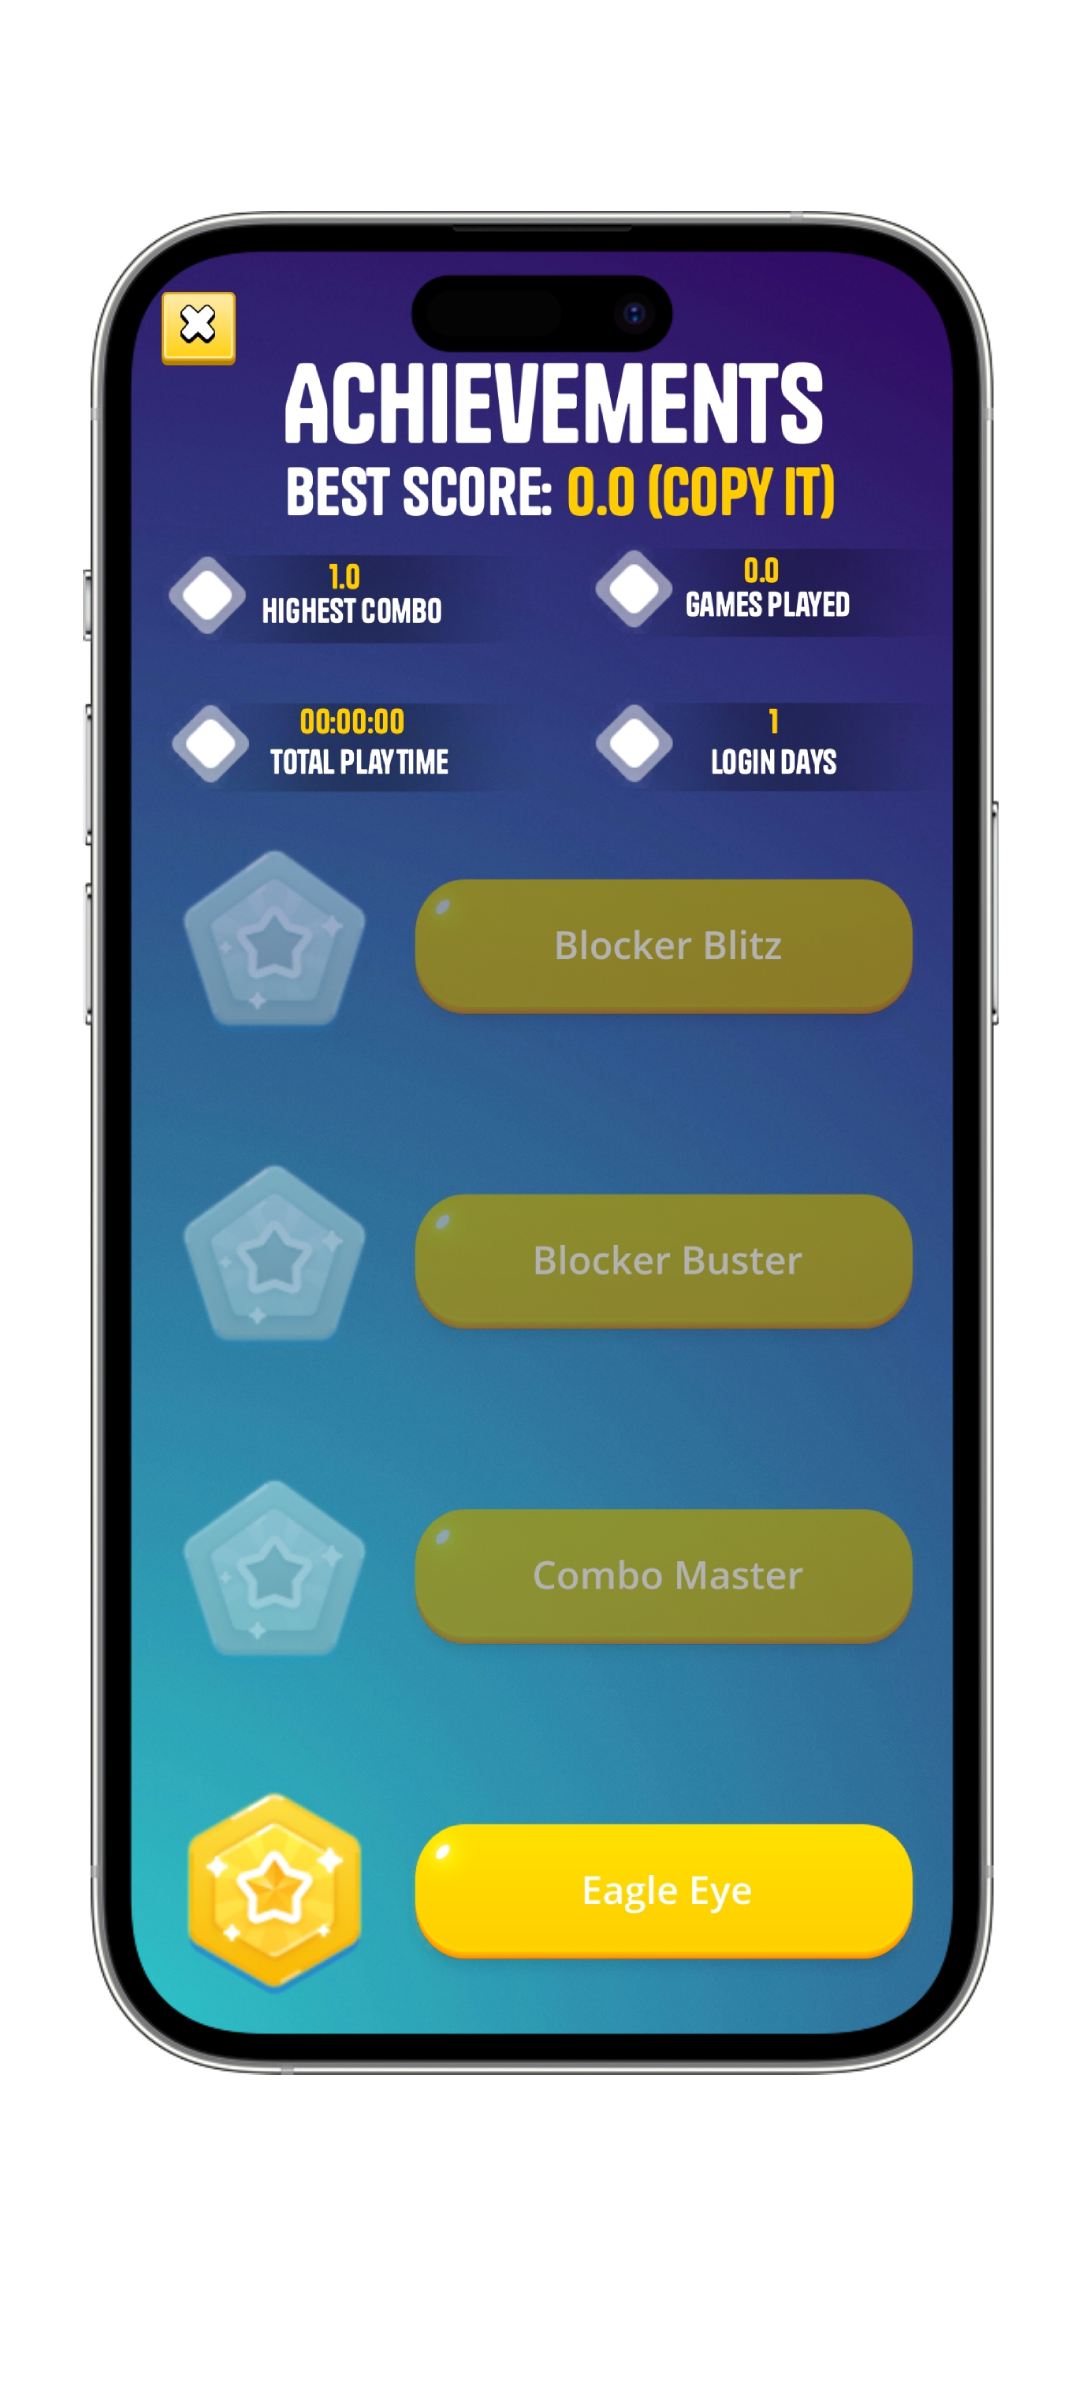 ACHIEVEMENTS
BEST SCORE: 0.0 (COPY IT)
1.0
HIGHEST COMBO
0.0
GAMES PLAYED
00:00:00
TOTAL PLAYTIME
1
LOGIN DAYS
Blocker Blitz
Blocker Buster
Combo Master
Eagle Eye